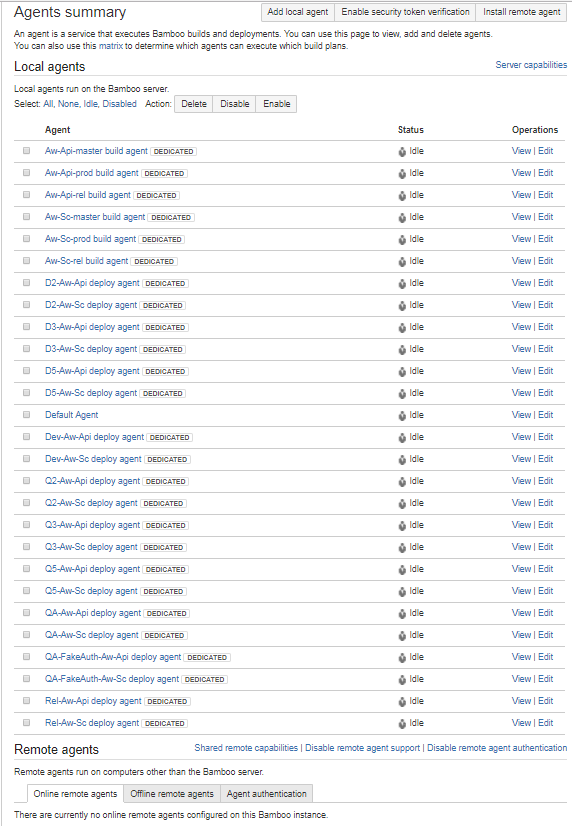 Agents summary
Add local agent Enable security token verification Install remote agent
An agent is a service that executes Bamboo builds and deployments. You can use this page to view, add and delete agents.
You can also use this matrix to determine which agents can execute which build plans.
Local agents Server capabilities
Local agents run on the Bamboo server.
Select: All, None, Idle, Disabled Action: Delete Disable Enable
Agent Status Operations
Aw-Api-master build agent DEDICATED Idle View | Edit
Aw-Api-prod build agent DEDICATED Idle View | Edit
Aw-Api-rel build agent DEDICATED Idle View | Edit
Aw-Sc-master build agent DEDICATED Idle View | Edit
Aw-Sc-prod build agent DEDICATED Idle View | Edit
Aw-Sc-rel build agent DEDICATED Idle View | Edit
D2-Aw-Api deploy agent DEDICATED Idle View | Edit
D2-Aw-Sc deploy agent DEDICATED Idle View | Edit
D3-Aw-Api deploy agent DEDICATED Idle View | Edit
D3-Aw-Sc deploy agent DEDICATED Idle View | Edit
D5-Aw-Api deploy agent DEDICATED Idle View | Edit
D5-Aw-Sc deploy agent DEDICATED Idle View | Edit
Default Agent Idle View | Edit
Dev-Aw-Api deploy agent DEDICATED Idle View | Edit
Dev-Aw-Sc deploy agent DEDICATED Idle View | Edit
Q2-Aw-Api deploy agent DEDICATED Idle View | Edit
Q2-Aw-Sc deploy agent DEDICATED Idle View | Edit
Q3-Aw-Api deploy agent DEDICATED Idle View | Edit
Q3-Aw-Sc deploy agent DEDICATED Idle View | Edit
Q5-Aw-Api deploy agent DEDICATED Idle View | Edit
Q5-Aw-Sc deploy agent DEDICATED Idle View | Edit
QA-Aw-Api deploy agent DEDICATED Idle View | Edit
QA-Aw-Sc deploy agent DEDICATED Idle View | Edit
QA-FakeAuth-Aw-Api deploy agent DEDICATED Idle View | Edit
QA-FakeAuth-Aw-Sc deploy agent DEDICATED Idle View | Edit
Rel-Aw-Api deploy agent DEDICATED Idle View | Edit
Rel-Aw-Sc deploy agent DEDICATED Idle View | Edit
Remote agents Shared remote capabilities | Disable remote agent support | Disable remote agent authentication
Remote agents run on computers other than the Bamboo server.
Online remote agents Offline remote agents Agent authentication
There are currently no online remote agents configured on this Bamboo instance.